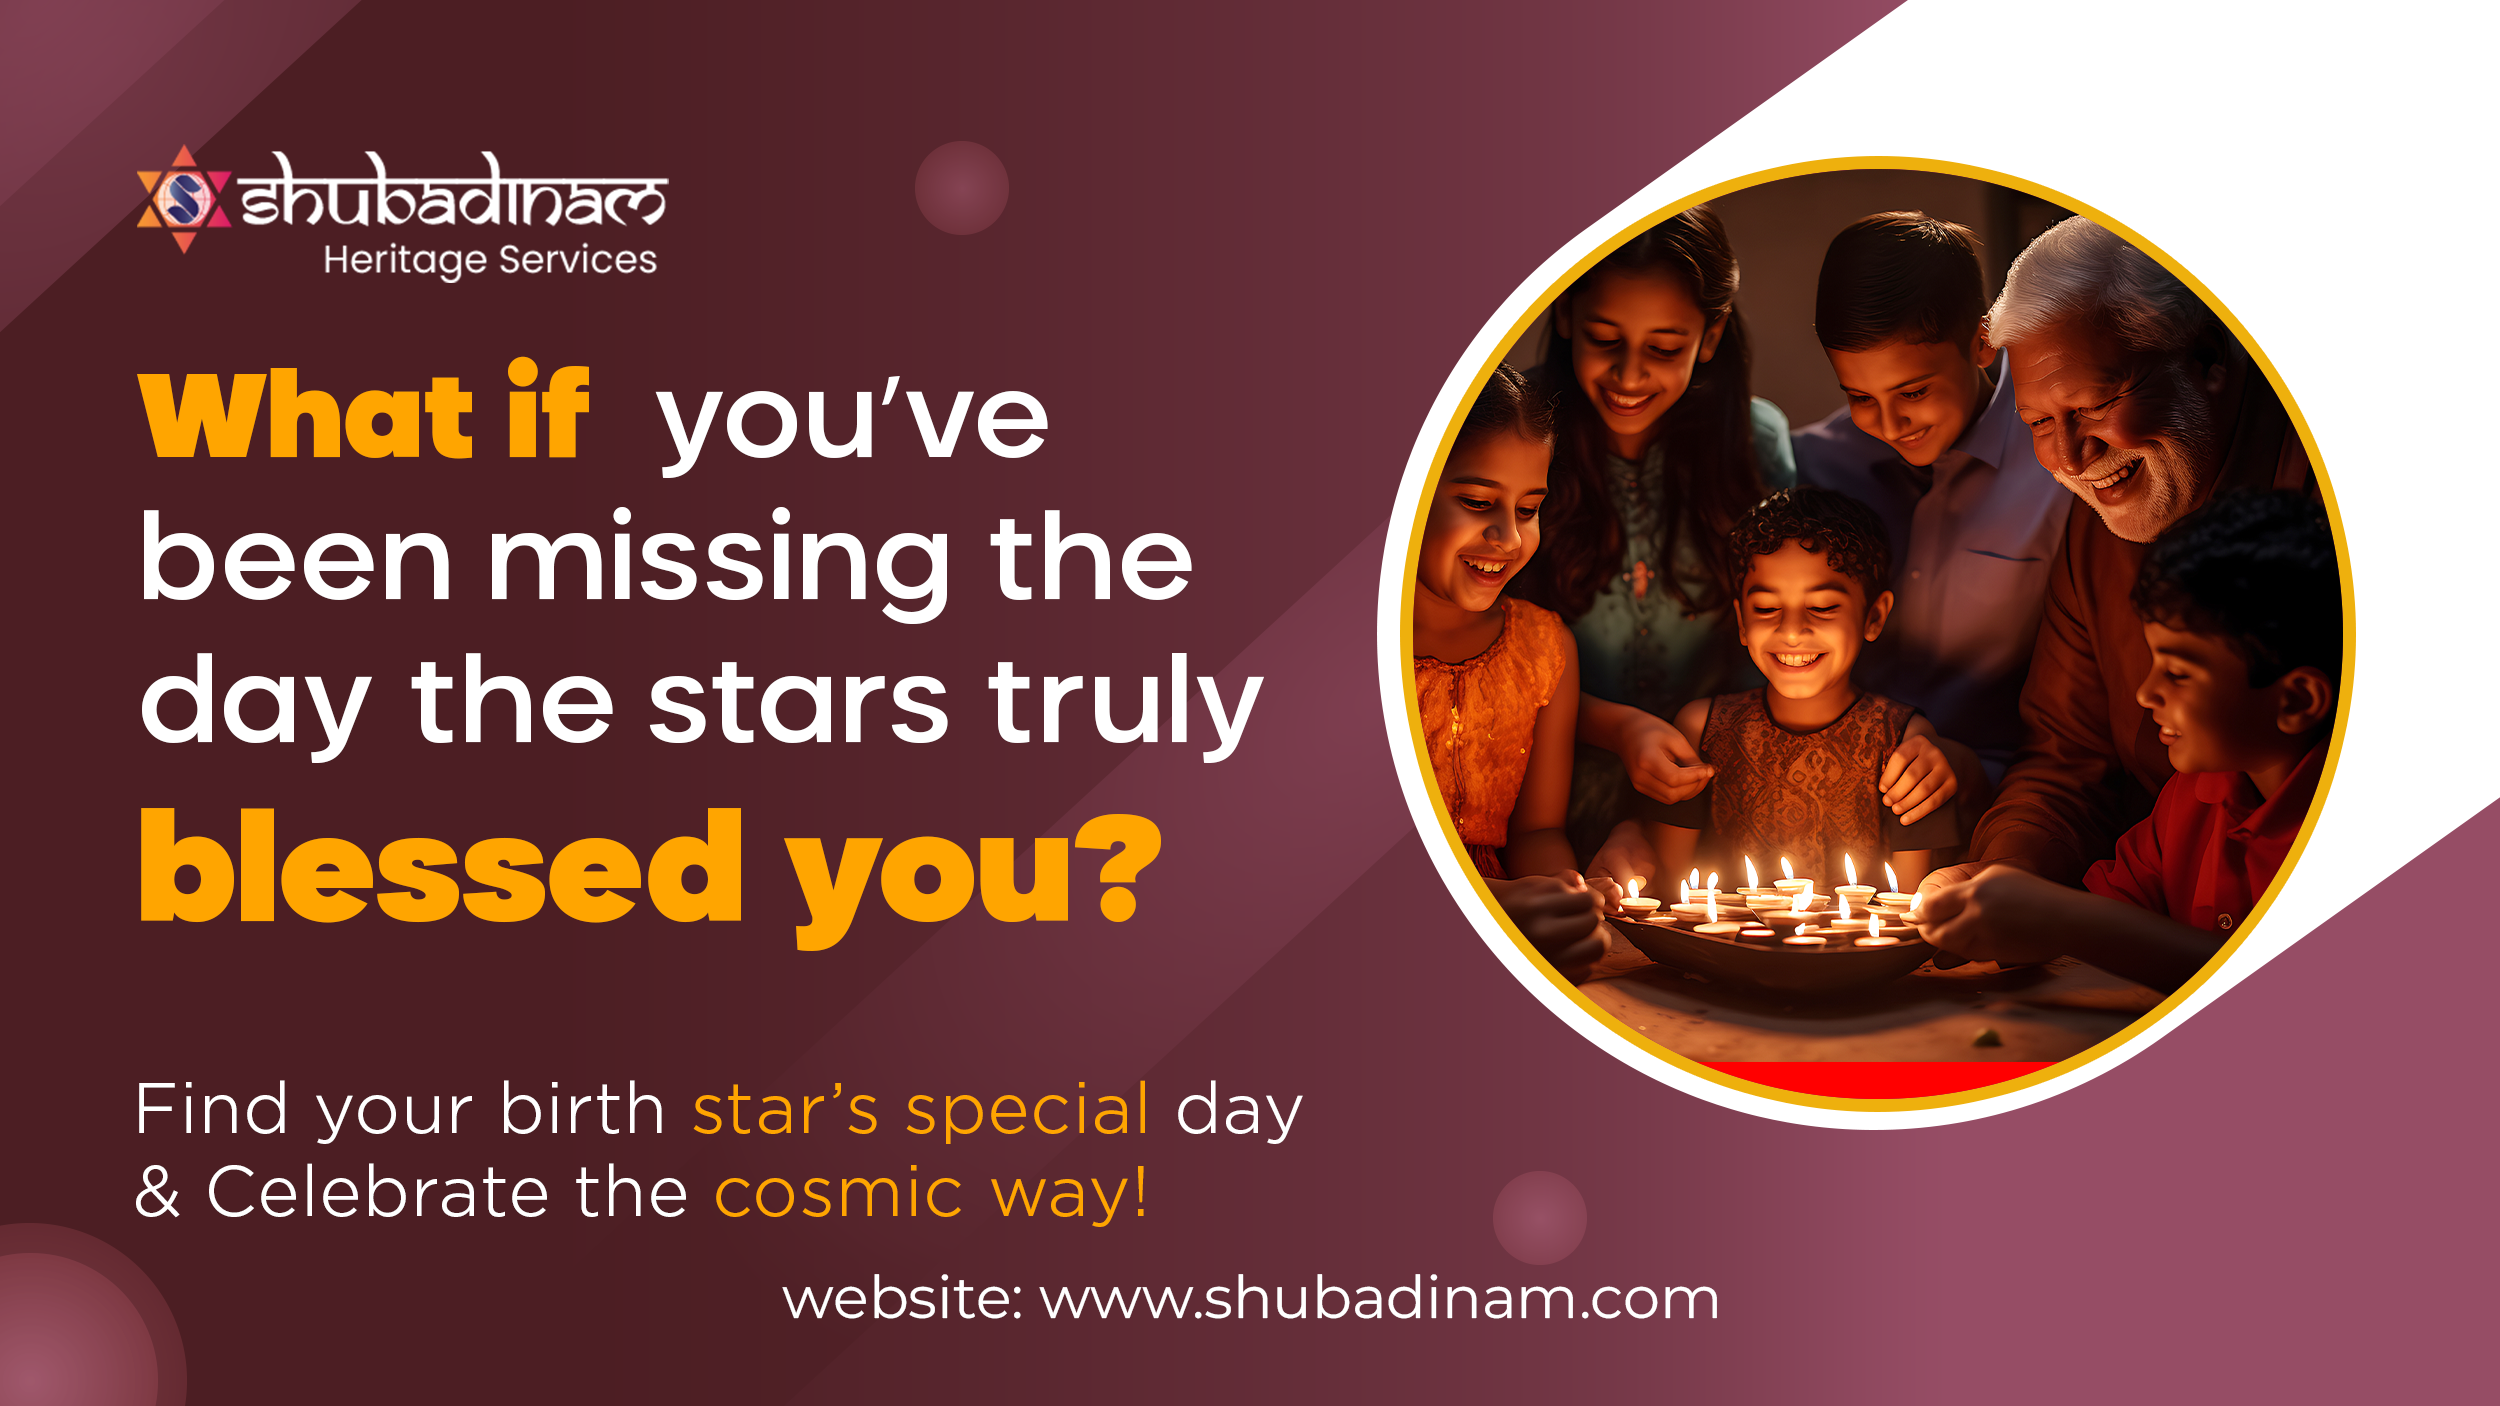 shubadinam
Heritage Services
What if you’ve
been missing the
day the stars truly
blessed you?
Find your birth star’s special day
& Celebrate the cosmic way!
website: www.shubadinam.com